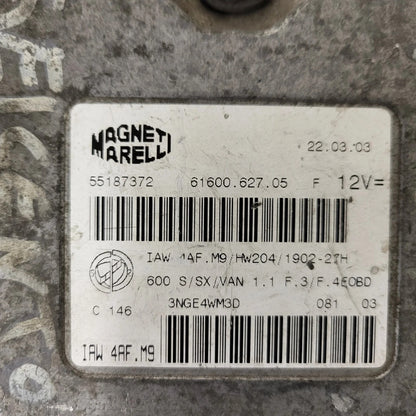 SEICENTO
MAGNETI
MARELLI
22.03.03
55187372 61600.627.05 F 12V=
IAW 4AF.M9/HW204/1902-27H
600 S/SX/VAN 1.1 F.3/F.4EOBD
C 146 3NGE4WM3D 081 03
IAW 4AF.M9